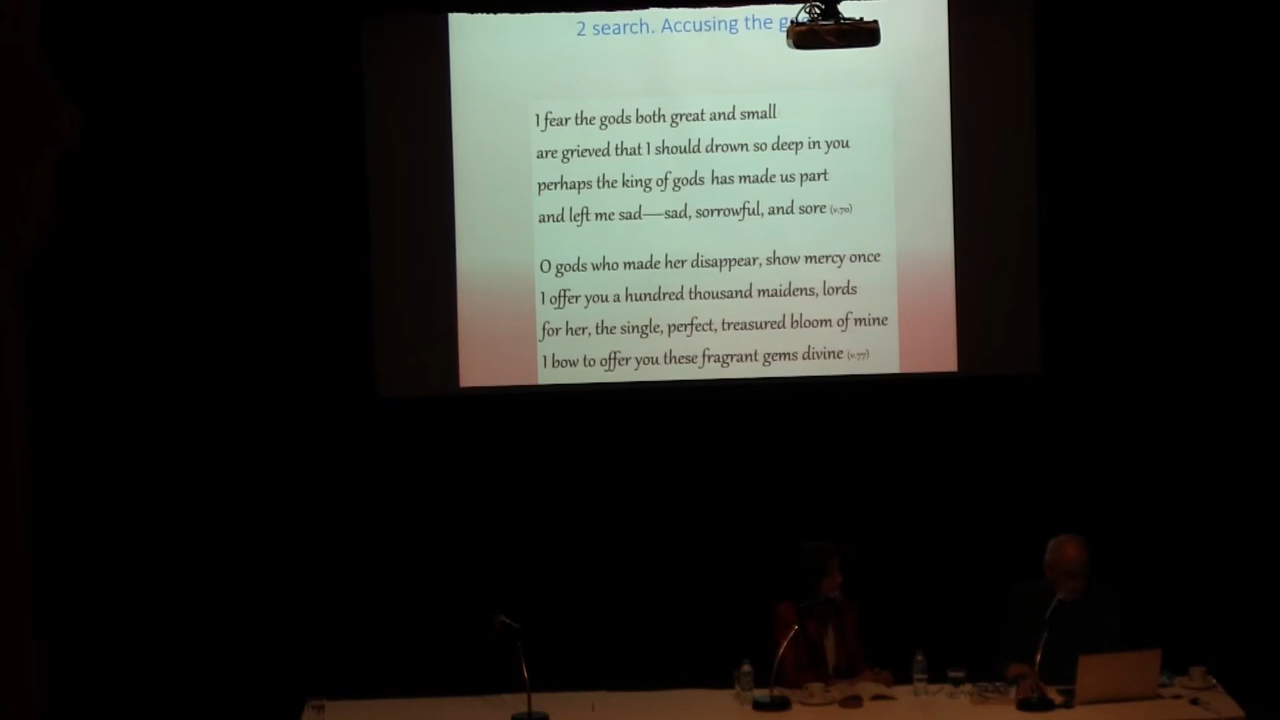 2 search. Accusing the
I fear the gods both great and small
are grieved that I should drown so deep in you
perhaps the king of gods has made us part
and left me sad—sad, sorrowful, and sore (v.70)
O gods who made her disappear, show mercy once
I offer you a hundred thousand maidens, lords
for her, the single, perfect, treasured bloom of mine
I bow to offer you these fragrant gems divine (v.77)